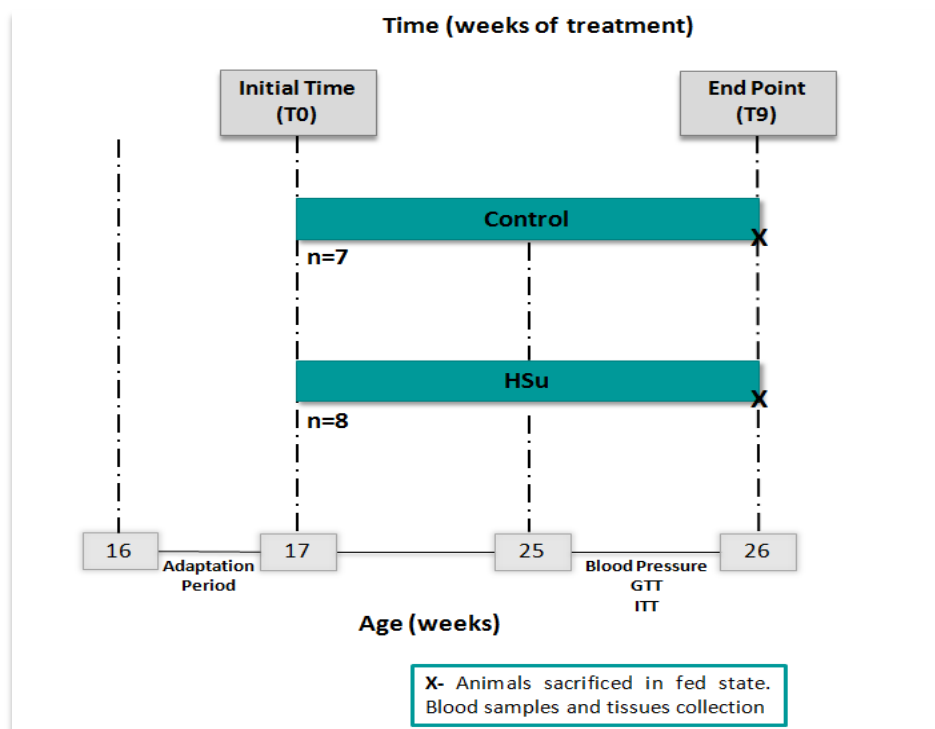 Time (weeks of treatment)
Initial Time
(T0)
End Point
(T9)
Control
X
n=7
HSu
X
n=8
16
17
25
26
Adaptation
Period
Blood Pressure
GTT
ITT
Age (weeks)
X- Animals sacrificed in fed state.
Blood samples and tissues collection